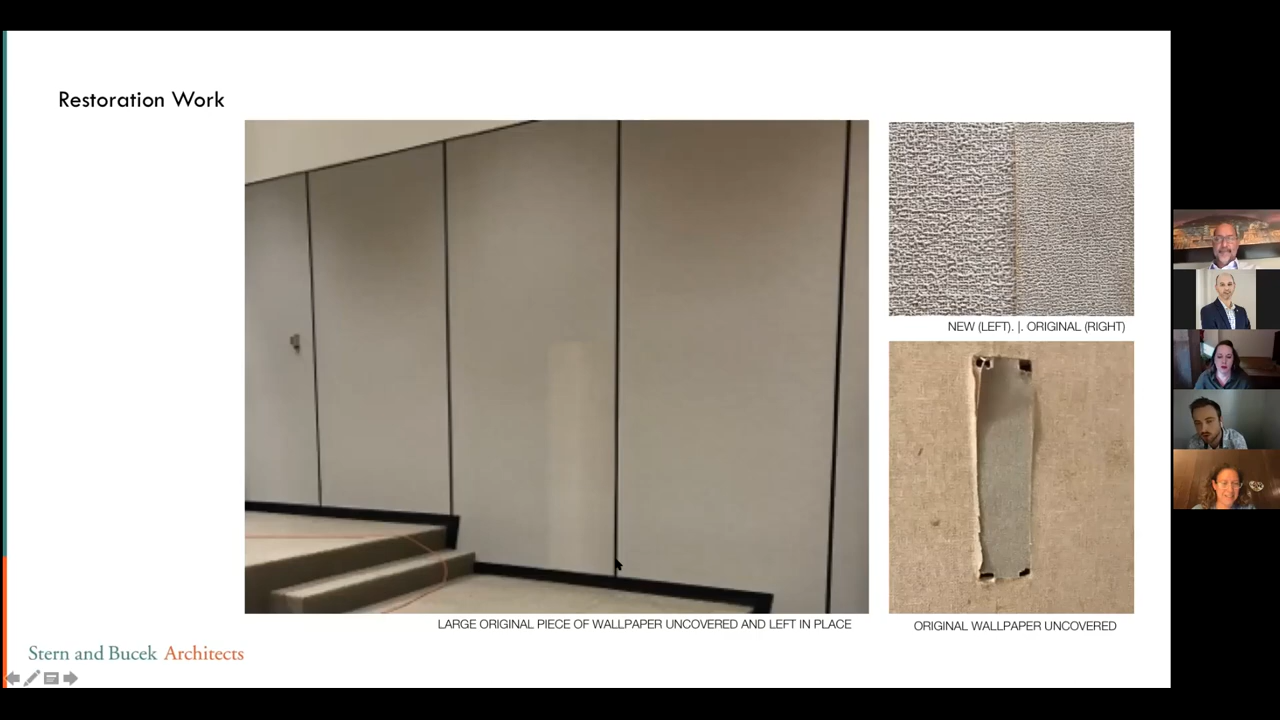 Restoration Work
NEW (LEFT). |. ORIGINAL (RIGHT)
LARGE ORIGINAL PIECE OF WALLPAPER UNCOVERED AND LEFT IN PLACE
ORIGINAL WALLPAPER UNCOVERED
Stern and Bucek Architects